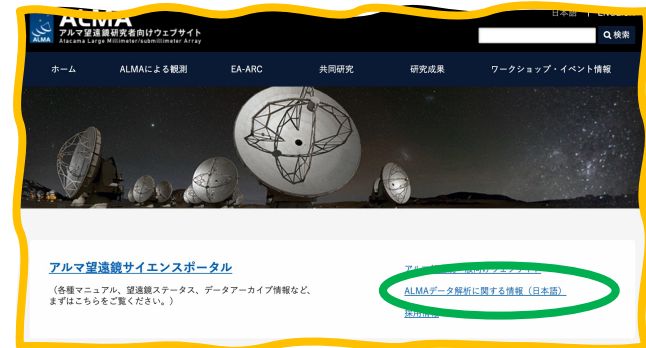 ALMA
アルマ望遠鏡研究者向けウェブサイト
Atacama Large Millimeter/submillimeter Array
ALMA
日本語 | ENGLISH
検索
ホーム ALMAによる観測 EA-ARC 共同研究 研究成果 ワークショップ・イベント情報
アルマ望遠鏡サイエンスポータル
（各種マニュアル、望遠鏡ステータス、データアーカイブ情報など、
まずはこちらをご覧ください。）
ALMAデータ解析に関する情報（日本語）